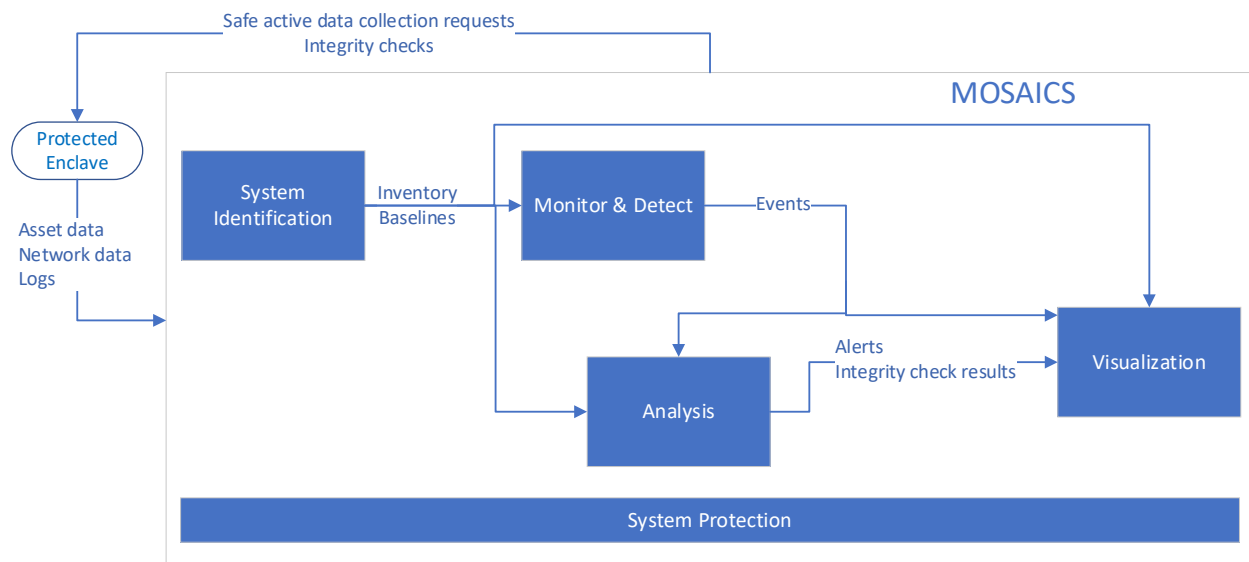 Safe active data collection requests
Integrity checks
MOSAICS
Protected
Enclave
System
Identification
Inventory
Baselines
Monitor & Detect
Events
Asset data
Network data
Logs
Alerts
Integrity check results
Visualization
Analysis
System Protection